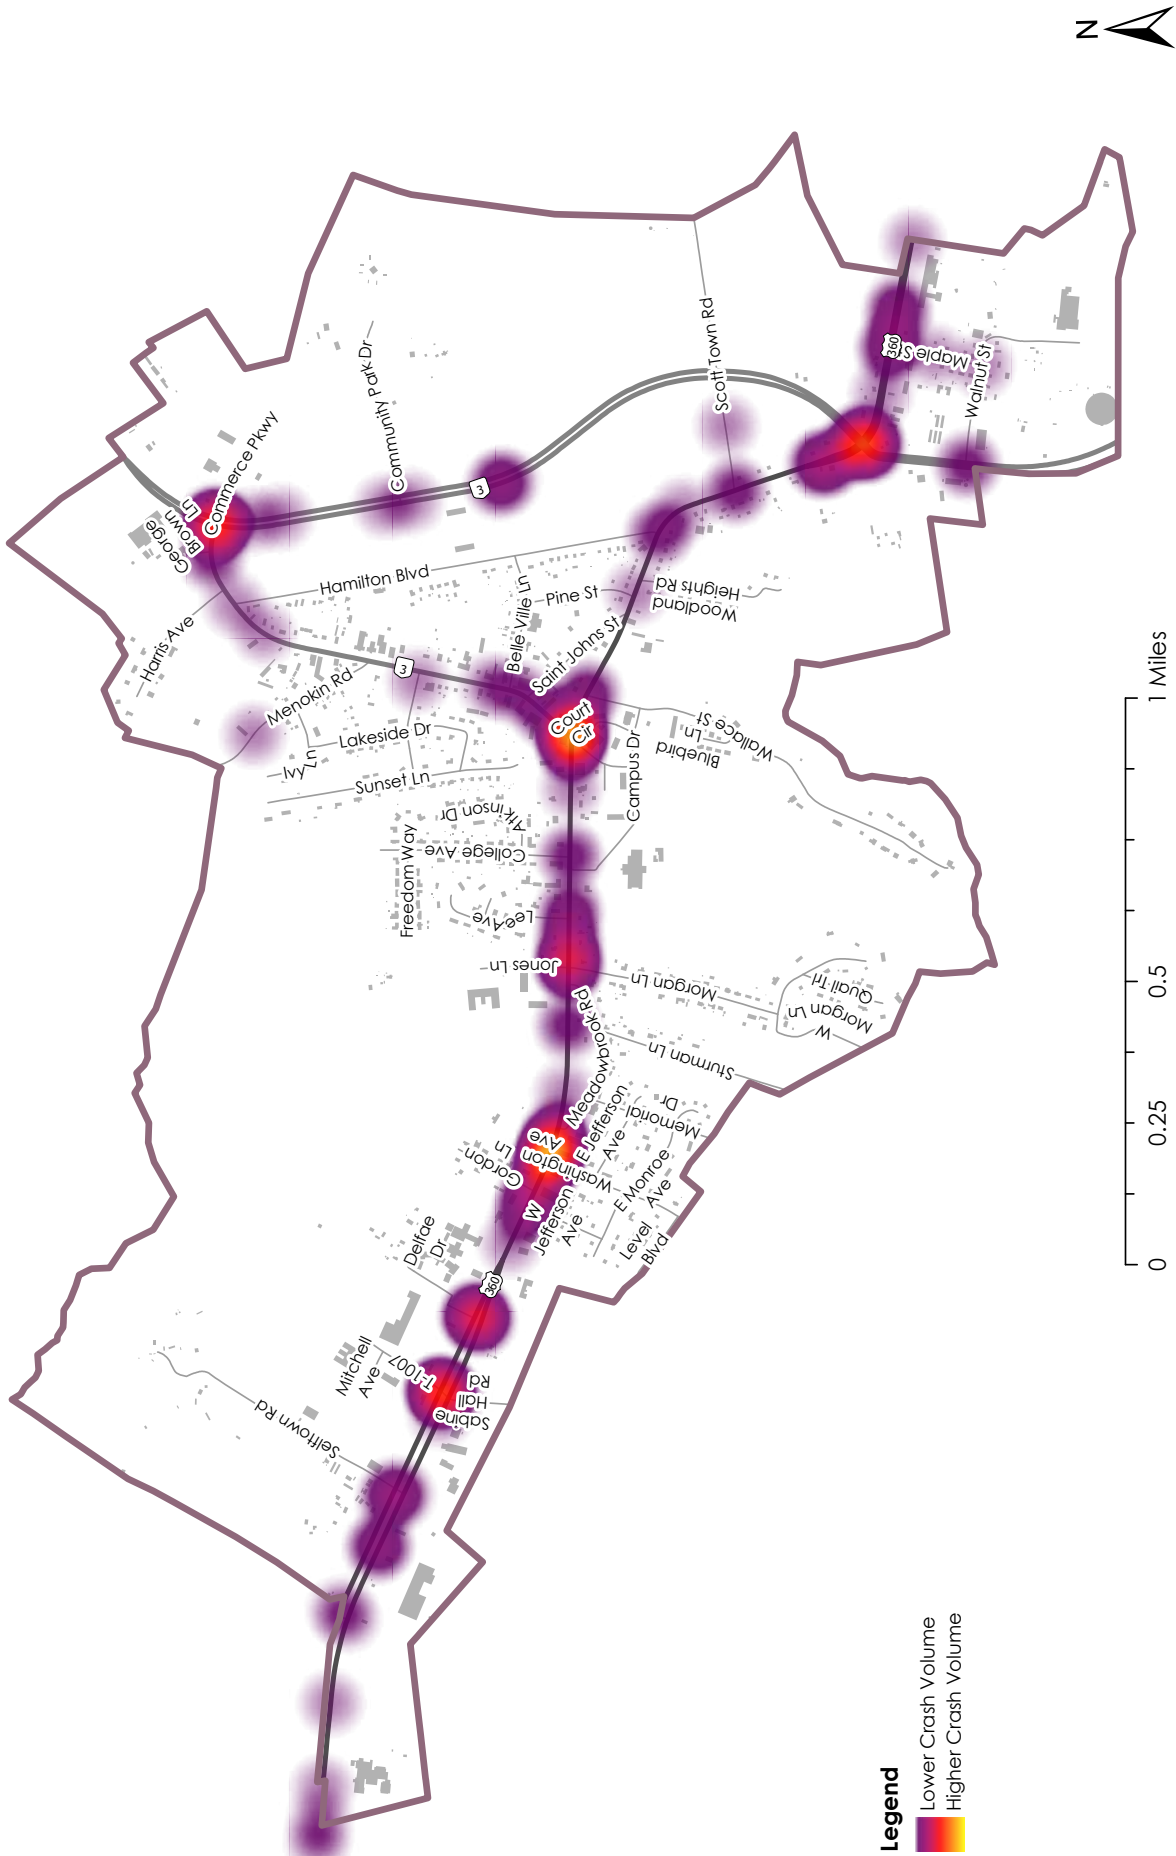 N
Commerce Pkwy
George
Brown
Ln
Community Park Dr
Scott Town Rd
360
Maple St
Walnut St
3
Harris Ave
Hamilton Blvd
Belle Ville Ln
Pine St
Heights Rd
Woodland
Saint Johns St
Menokin Rd
3
Ivy Ln
Lakeside Dr
Sunset Ln
Court
Cir
Campus Dr
Bluebird
Ln
Wallace St
Atkinson Dr
College Ave
Freedom Way
Lee Ave
Jones Ln
Morgan Ln
Quail Trl
W
Morgan Ln
Sturman Ln
Meadowbrook Rd
Memorial
Dr
E Jefferson
Ave
Washington
Ave
Gordon
Ln
E Monroe
Ave
W
Jefferson
Ave
Level
Blvd
Delfae
Dr
360
Mitchell
Ave
T-1007
Sabine
Hall
Rd
Selftown Rd
0
0.25
0.5
1 Miles
Legend
Lower Crash Volume
Higher Crash Volume